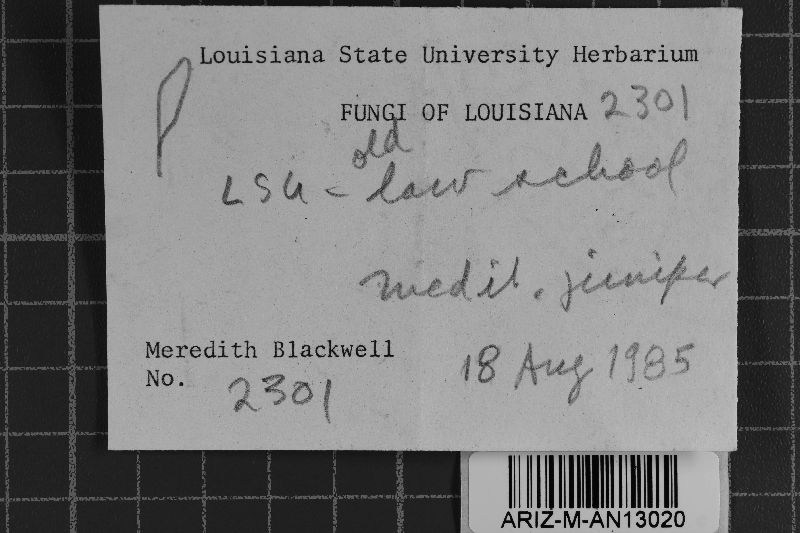 Louisiana State University Herbarium
FUNGI OF LOUISIANA 2301
LSU - old law school
medit. juniper
Meredith Blackwell
No. 2301
18 Aug 1985
ARIZ-M-AN13020